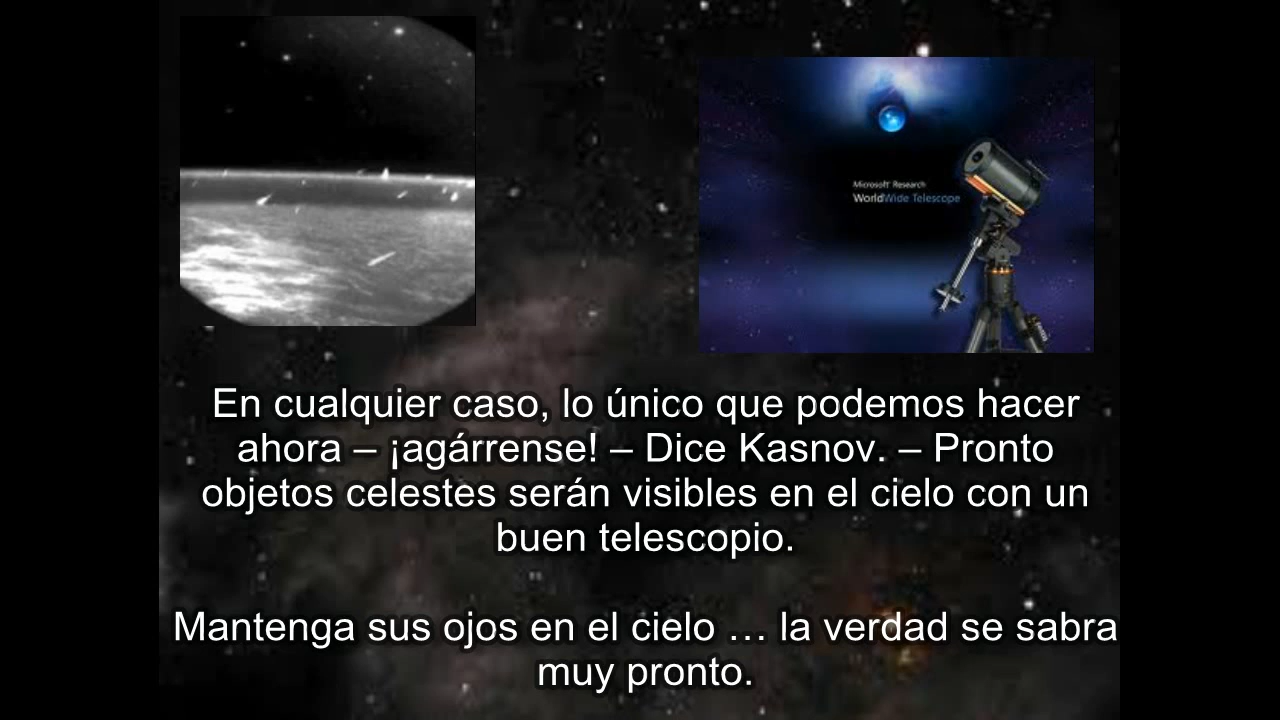 Microsoft Research
WorldWide Telescope
En cualquier caso, lo único que podemos hacer
ahora – ¡agárrense! – Dice Kasnov. – Pronto
objetos celestes serán visibles en el cielo con un
buen telescopio.
Mantenga sus ojos en el cielo … la verdad se sabra
muy pronto.